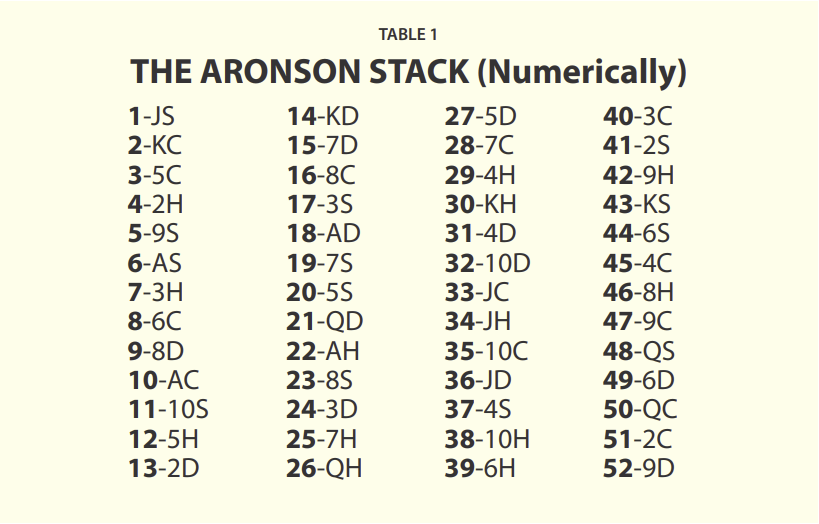 TABLE 1
THE ARONSON STACK (Numerically)
1-JS
2-KC
3-5C
4-2H
5-9S
6-AS
7-3H
8-6C
9-8D
10-AC
11-10S
12-5H
13-2D
14-KD
15-7D
16-8C
17-3S
18-AD
19-7S
20-5S
21-QD
22-AH
23-8S
24-3D
25-7H
26-QH
27-5D
28-7C
29-4H
30-KH
31-4D
32-10D
33-JC
34-JH
35-10C
36-JD
37-4S
38-10H
39-6H
40-3C
41-2S
42-9H
43-KS
44-6S
45-4C
46-8H
47-9C
48-QS
49-6D
50-QC
51-2C
52-9D